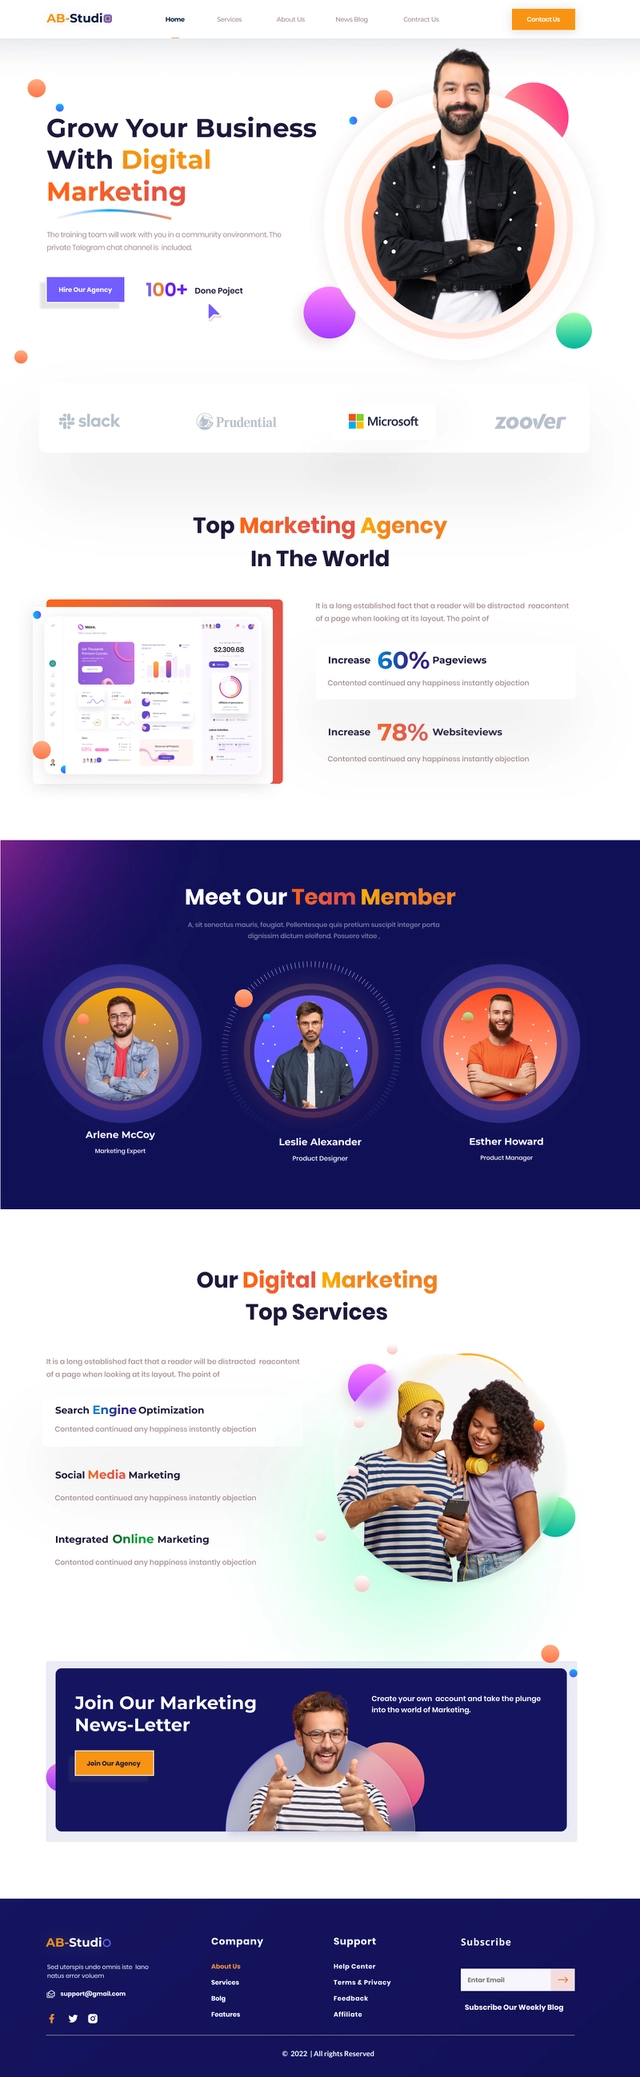 AB-Studio
Home
Services
About Us
News Blog
Contract Us
Contact Us
Grow Your Business
With Digital
Marketing
The training team will work with you in a community environment. The
private Telegram chat channel is included.
Hire Our Agency
100+ Done Poject
slack
Prudential
Microsoft
zoover
Top Marketing Agency
In The World
$2,309.68
It is a long established fact that a reader will be distracted reacontent
of a page when looking at its layout. The point of
Increase 60% Pageviews
Contented continued any happiness instantly objection
Increase 78% Websiteviews
Contented continued any happiness instantly objection
Meet Our Team Member
A, sit senectus mauris, feugiat. Pellentesque quis pretium suscipit integer porta
dignissim dictum eleifend. Posuere vitae ,
Arlene McCoy
Marketing Expert
Leslie Alexander
Product Designer
Esther Howard
Product Manager
Our Digital Marketing
Top Services
It is a long established fact that a reader will be distracted reacontent
of a page when looking at its layout. The point of
Search Engine Optimization
Contented continued any happiness instantly objection
Social Media Marketing
Contented continued any happiness instantly objection
Integrated Online Marketing
Contented continued any happiness instantly objection
Join Our Marketing
News-Letter
Join Our Agency
Create your own account and take the plunge
into the world of Marketing.
AB-Studio
Sed uterspis unde omnis iste lano
natus error voluem
support@gmail.com
Company
About Us
Services
Bolg
Features
Support
Help Center
Terms & Privacy
Feedback
Affiliate
Subscribe
Enter Email
Subscribe Our Weekly Blog
© 2022 | All rights Reserved